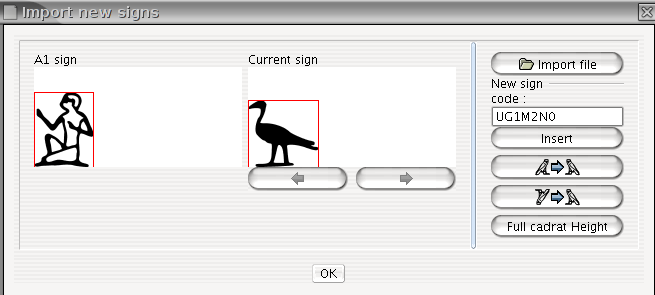 Import new signs
A1 sign
Current sign
Import file
New sign
code :
UG1M2N0
Insert
Full cadrat Height
OK